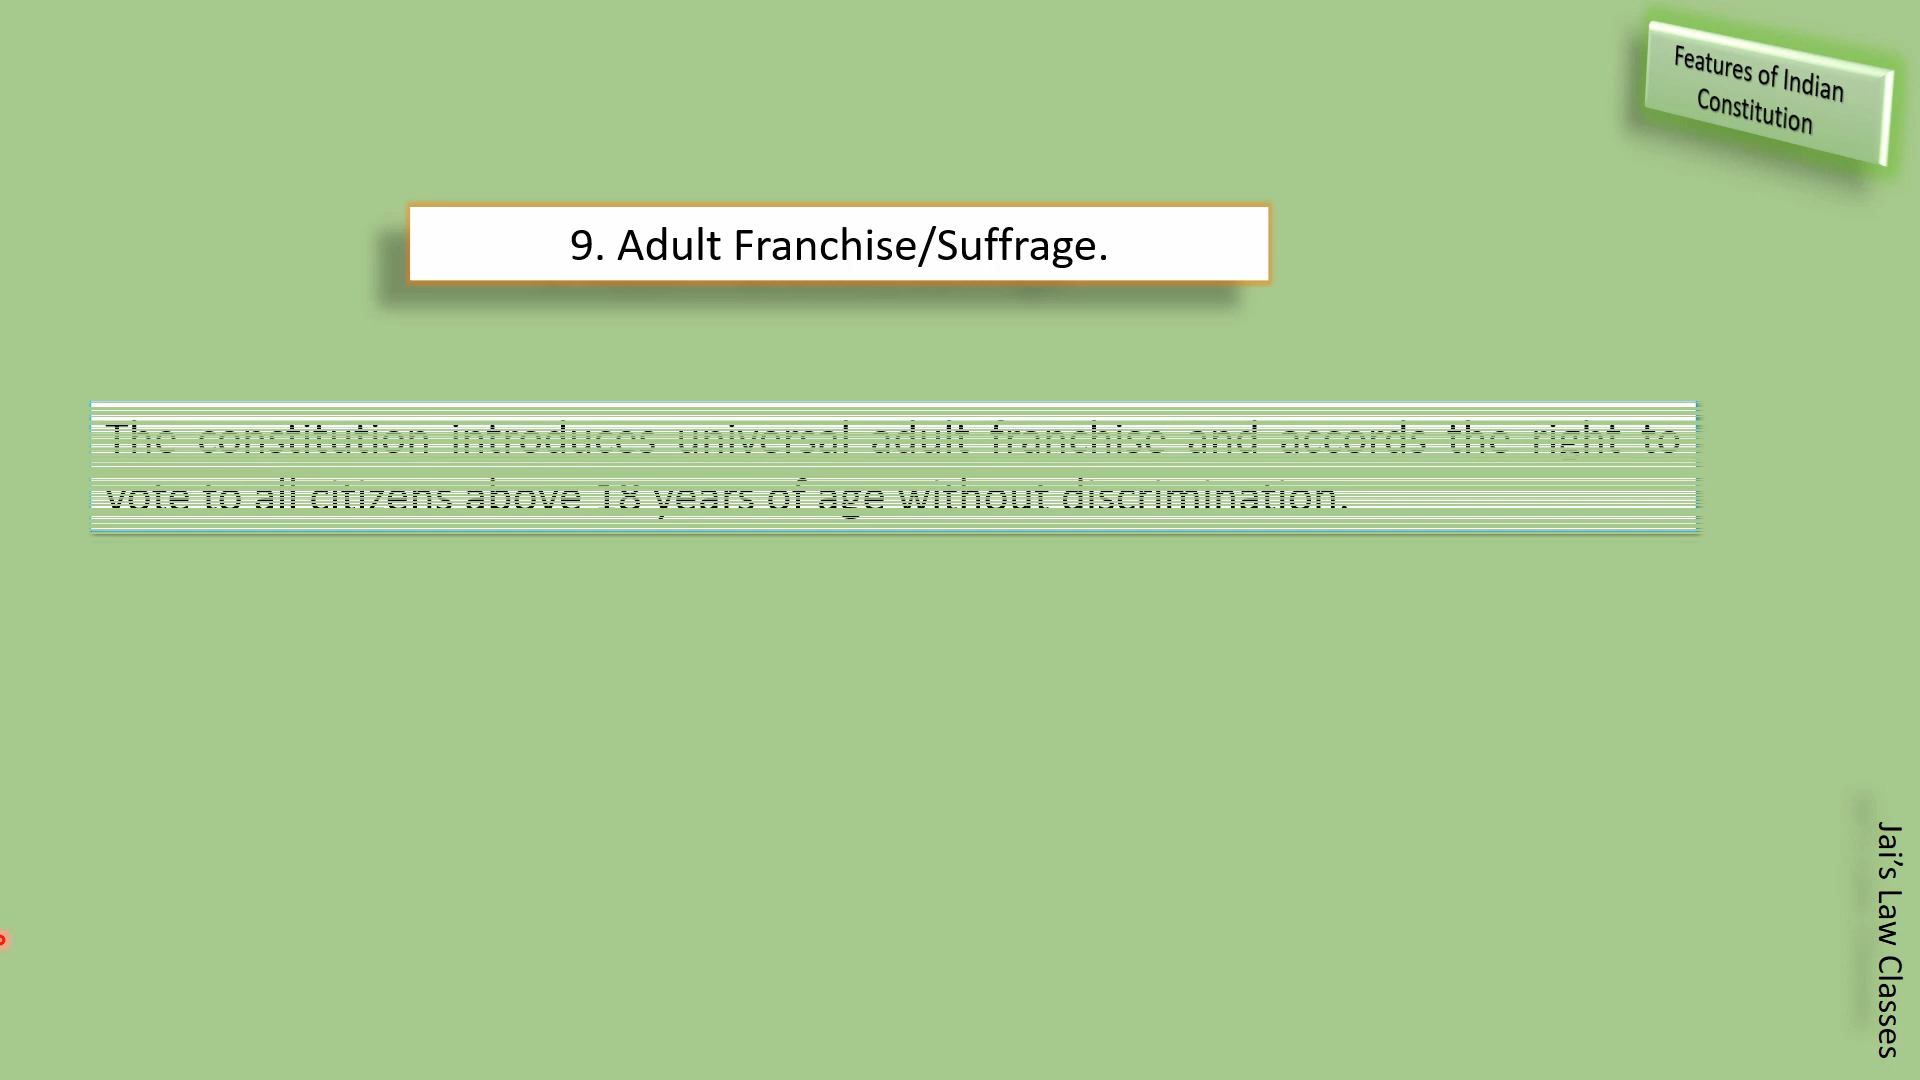 Features of Indian
Constitution
9. Adult Franchise/Suffrage.
The constitution introduces universal adult franchise and accords the right to
vote to all citizens above 18 years of age without discrimination.
Jai's Law Classes